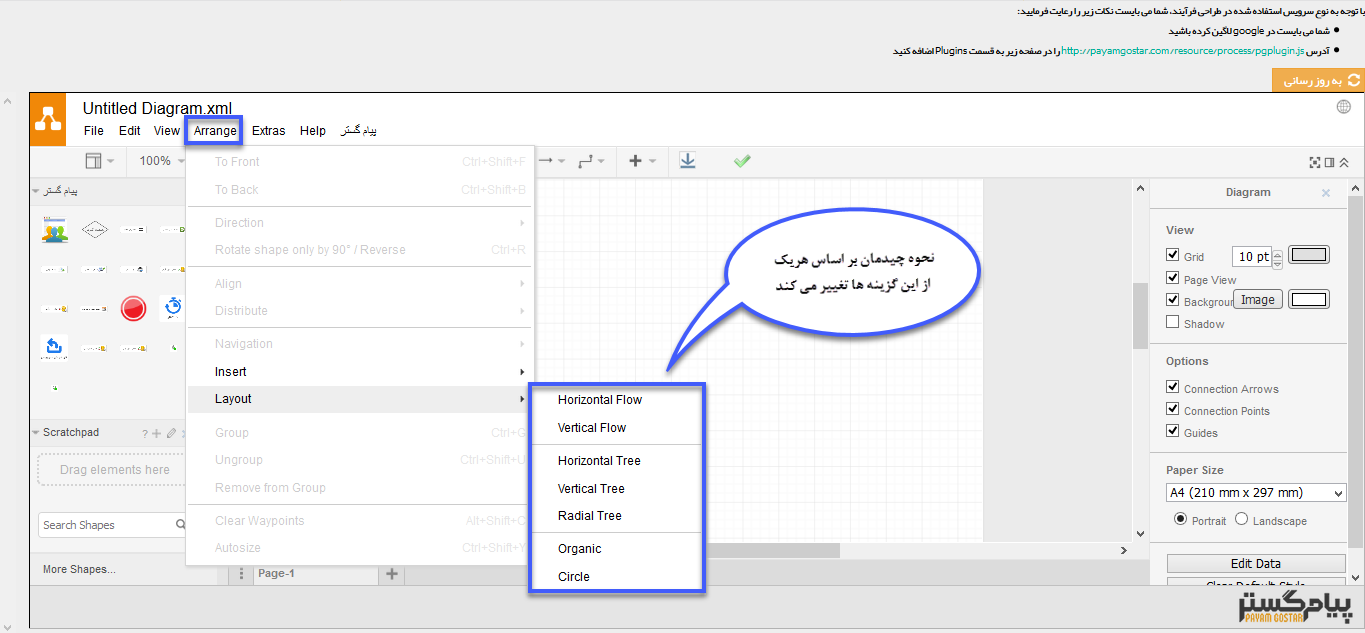 با توجه به نوع سرویس استفاده شده در طراحی فرآیند، شما می بایست نکات زیر را رعایت فرمایید:
شما می بایست در google لاگین کرده باشید
آدرس http://payamgostar.com/resource/process/pgplugin.js را در صفحه زیر به قسمت Plugins اضافه کنید
به روز رسانی
Untitled Diagram.xml
File Edit View Arrange Extras Help پیام گستر
100%
پیام گستر
To Front Ctrl+Shift+F
To Back Ctrl+Shift+B
Direction
Rotate shape only by 90° / Reverse Ctrl+R
Align
Distribute
Navigation
Insert
Layout
Group Ctrl+G
Ungroup Ctrl+Shift+U
Remove from Group
Clear Waypoints Alt+Shift+C
Autosize Ctrl+Shift+Y
Horizontal Flow
Vertical Flow
Horizontal Tree
Vertical Tree
Radial Tree
Organic
Circle
نحوه چیدمان بر اساس هریک
از این گزینه ها تغییر می کند
Scratchpad ?
Drag elements here
Search Shapes
More Shapes...
Page-1
Diagram
View
Grid 10 pt
Page View
Backgroun Image
Shadow
Options
Connection Arrows
Connection Points
Guides
Paper Size
A4 (210 mm x 297 mm)
Portrait Landscape
Edit Data
Clear Default Style
پیام گستر
PAYAM GOSTAR